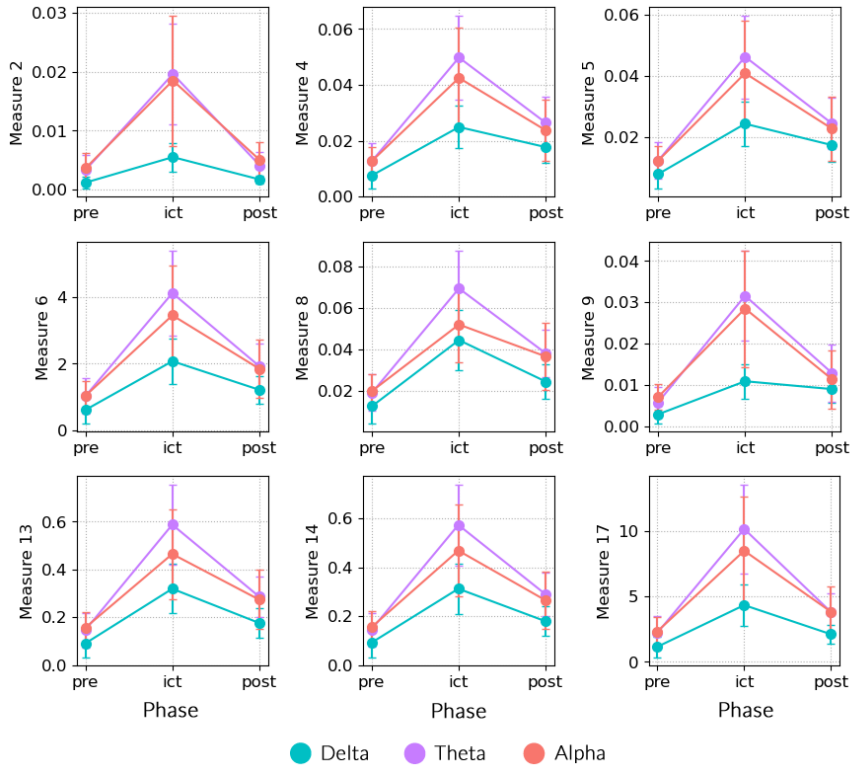 Measure 2
0.03
0.02
0.01
0.00
pre ict post
Measure 4
0.06
0.04
0.02
0.00
pre ict post
Measure 5
0.06
0.04
0.02
pre ict post
Measure 6
4
2
0
pre ict post
Measure 8
0.08
0.06
0.04
0.02
pre ict post
Measure 9
0.04
0.03
0.02
0.01
0.00
pre ict post
Measure 13
0.6
0.4
0.2
0.0
pre ict post
Phase
Measure 14
0.6
0.4
0.2
0.0
pre ict post
Phase
Measure 17
10
5
0
pre ict post
Phase
Delta Theta Alpha